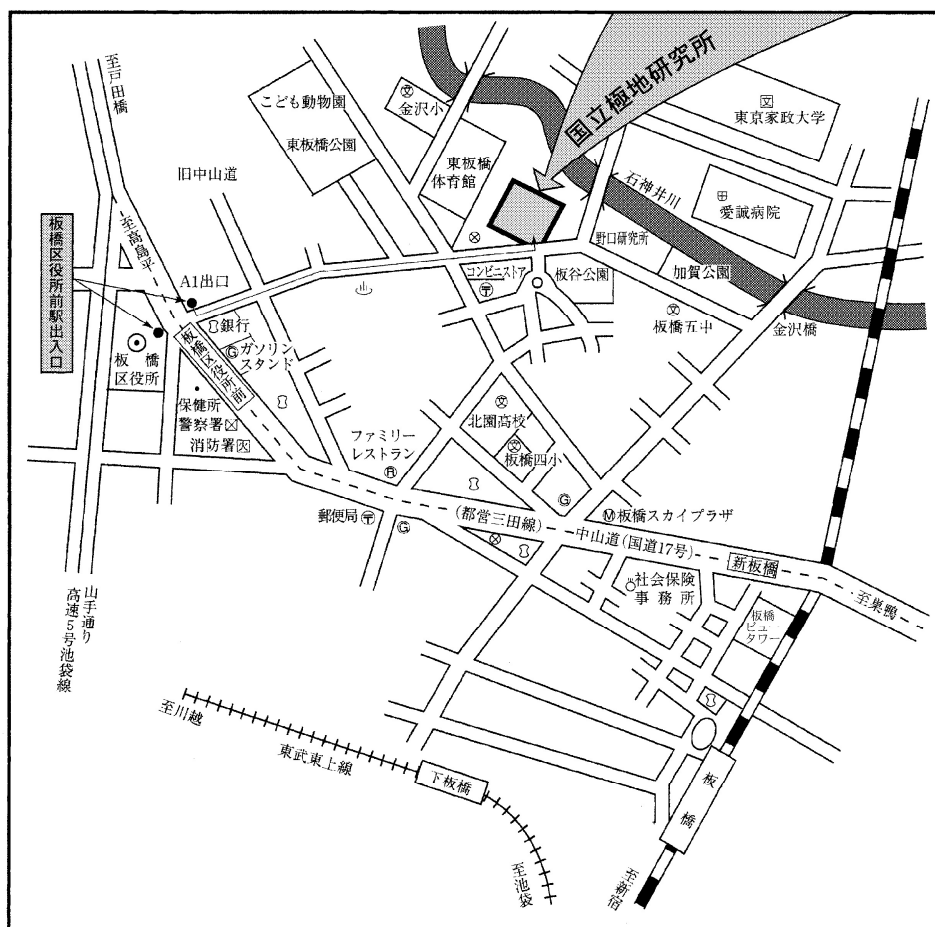 国立極地研究所
至戸田橋
こども動物園
東板橋公園
旧中山道
金沢小
東板橋
体育館
東京家政大学
石神井川
愛誠病院
野口研究所
加賀公園
板橋区役所前駅出入口
至高島平
A1出口
コンビニストア
板谷公園
板橋五中
金沢橋
銀行
ガソリン
スタンド
板橋区役所前
板橋
区役所
保健所
警察署
消防署
ファミリー
レストラン
北園高校
板橋四小
郵便局
(都営三田線)
中山道(国道17号)
板橋スカイプラザ
新板橋
至巣鴨
社会保険
事務所
板橋
ビュー
タワー
山手通り
高速5号池袋線
至川越
東武東上線
下板橋
至池袋
板橋
至新宿